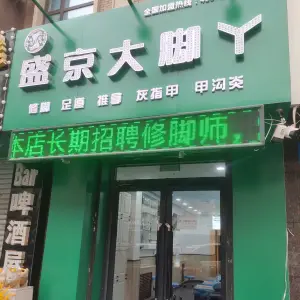 全国加盟热线:
盛京大脚丫
修脚 足道 推拿 灰指甲 甲沟炎
本店长期招聘修脚师,
Bar
啤酒屋